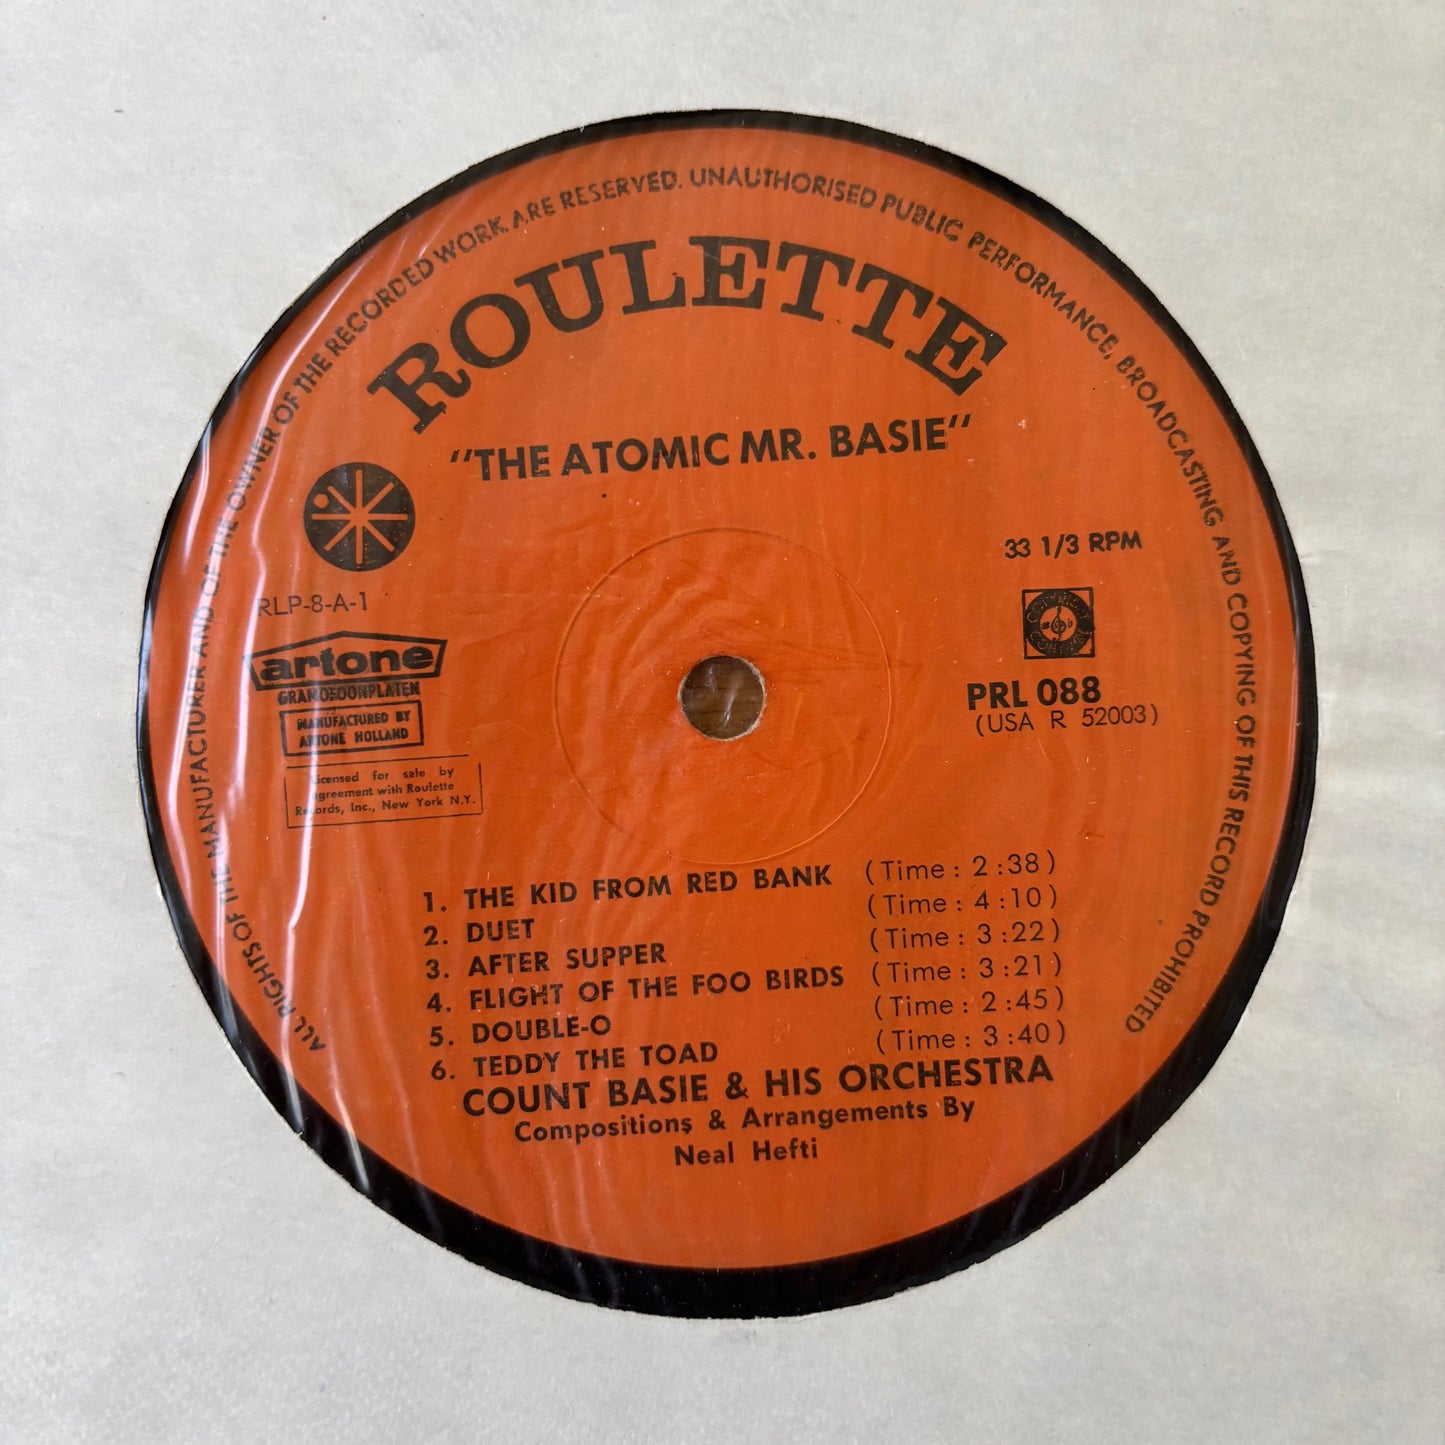 ALL RIGHTS OF THE MANUFACTURER AND OF THE OWNER OF THE RECORDED WORK ARE RESERVED. UNAUTHORISED PUBLIC PERFORMANCE, BROADCASTING AND COPYING OF THIS RECORD PROHIBITED
ROULETTE
"THE ATOMIC MR. BASIE"
33 1/3 RPM
RLP-8-A-1
artone
GRAMOFOONPLATEN
MANUFACTURED BY
ARTONE HOLLAND
Licensed for sale by
agreement with Roulette
Records, Inc., New York N.Y.
COPYRIGHT
CONTROL
PRL 088
(USA R 52003)
1. THE KID FROM RED BANK (Time: 2:38)
2. DUET (Time: 4:10)
3. AFTER SUPPER (Time: 3:22)
4. FLIGHT OF THE FOO BIRDS (Time: 3:21)
5. DOUBLE-O (Time: 2:45)
6. TEDDY THE TOAD (Time: 3:40)
COUNT BASIE & HIS ORCHESTRA
Compositions & Arrangements By
Neal Hefti